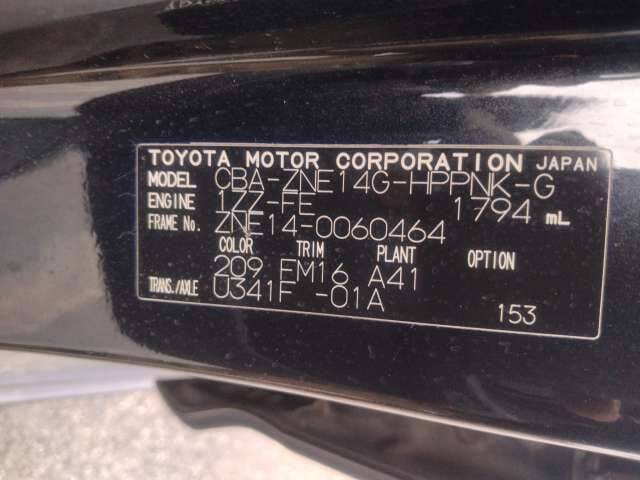 TOYOTA MOTOR CORPORATION JAPAN
MODEL CBA-ZNE14G-HPPNK-G
ENGINE 1ZZ-FE 1794 mL
FRAME No. ZNE14-0060464
COLOR TRIM PLANT OPTION
209 FM16 A41
TRANS./AXLE U341F -01A
153